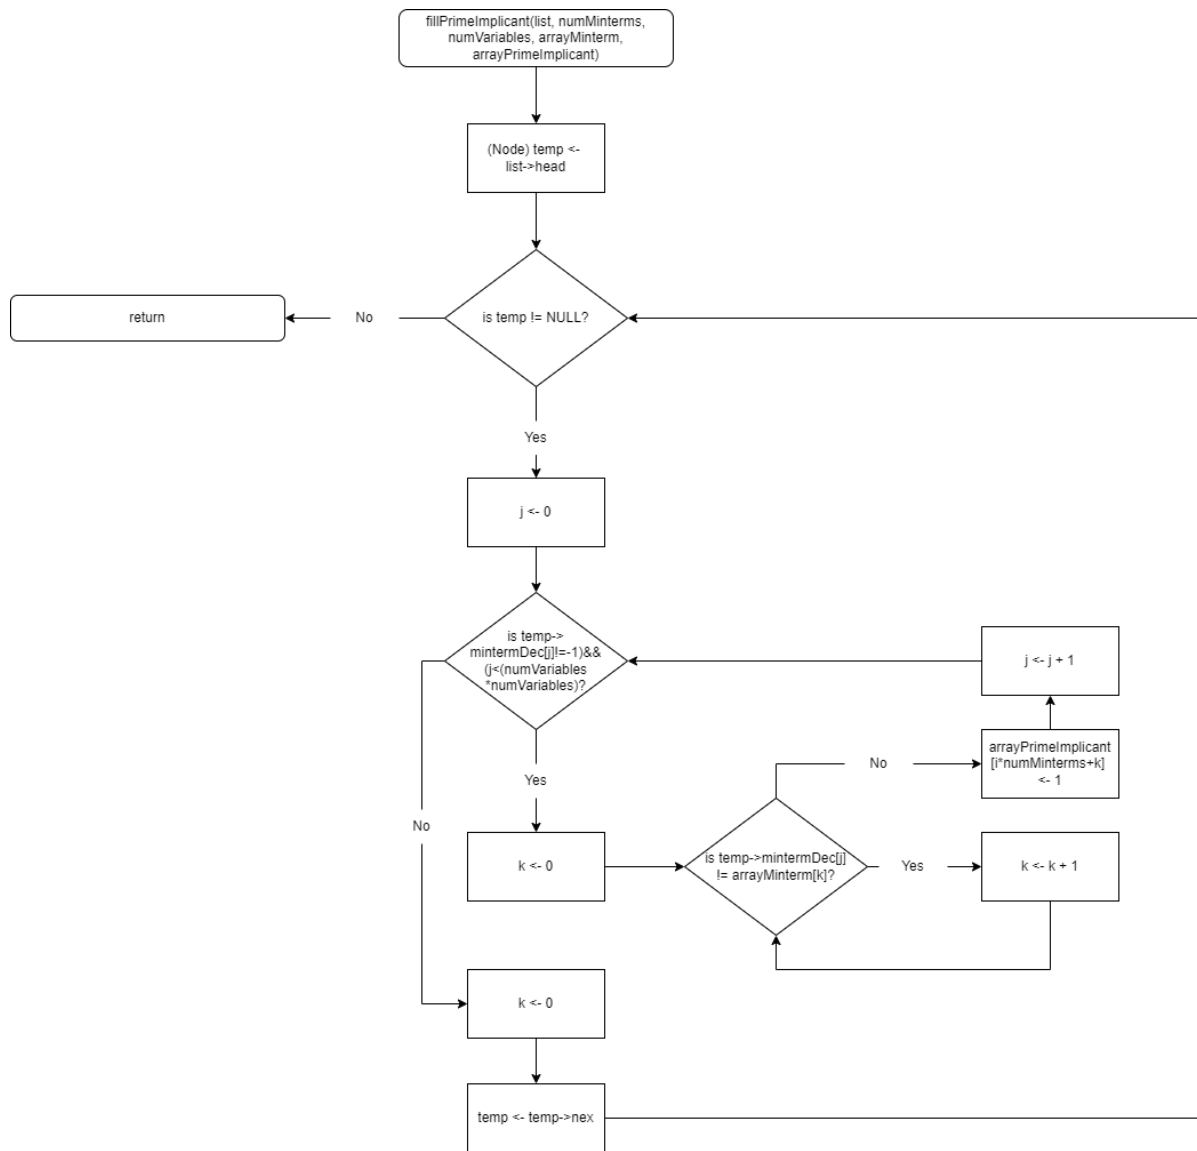 fillPrimeImplicant(list, numMinterms,
numVariables, arrayMinterm,
arrayPrimeImplicant)
(Node) temp <-
list->head
is temp != NULL?
No
return
Yes
j <- 0
is temp->
mintermDec[j]!=-1)&&
(j<(numVariables
*numVariables)?
j <- j + 1
arrayPrimeImplicant
[i*numMinterms+k]
<- 1
No
Yes
No
k <- 0
is temp->mintermDec[j]
!= arrayMinterm[k]?
Yes
k <- k + 1
k <- 0
temp <- temp->nex